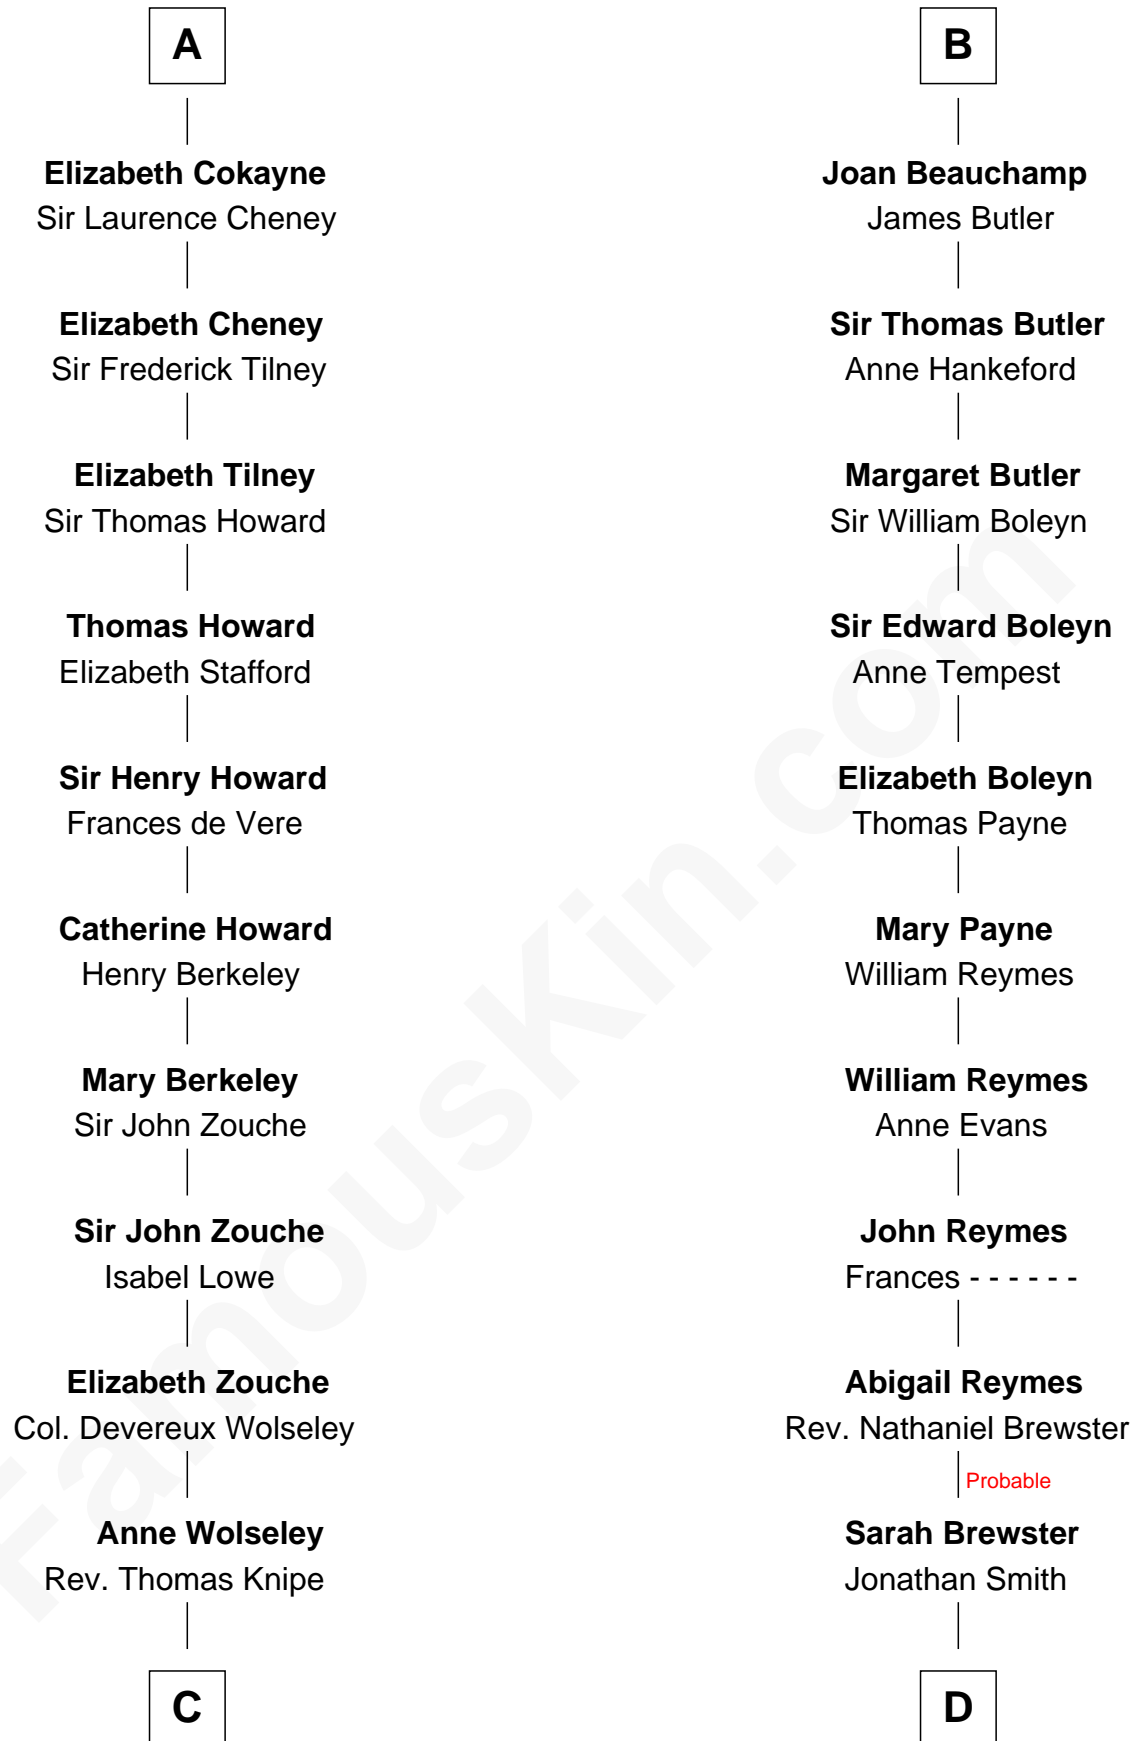 A
Elizabeth Cokayne
Sir Laurence Cheney
Elizabeth Cheney
Sir Frederick Tilney
Elizabeth Tilney
Sir Thomas Howard
Thomas Howard
Elizabeth Stafford
Sir Henry Howard
Frances de Vere
Catherine Howard
Henry Berkeley
Mary Berkeley
Sir John Zouche
Sir John Zouche
Isabel Lowe
Elizabeth Zouche
Col. Devereux Wolseley
Anne Wolseley
Rev. Thomas Knipe
C
B
Joan Beauchamp
James Butler
Sir Thomas Butler
Anne Hankeford
Margaret Butler
Sir William Boleyn
Sir Edward Boleyn
Anne Tempest
Elizabeth Boleyn
Thomas Payne
Mary Payne
William Reymes
William Reymes
Anne Evans
John Reymes
Frances - - - - - -
Abigail Reymes
Rev. Nathaniel Brewster
Probable
Sarah Brewster
Jonathan Smith
D
FamousKin.com